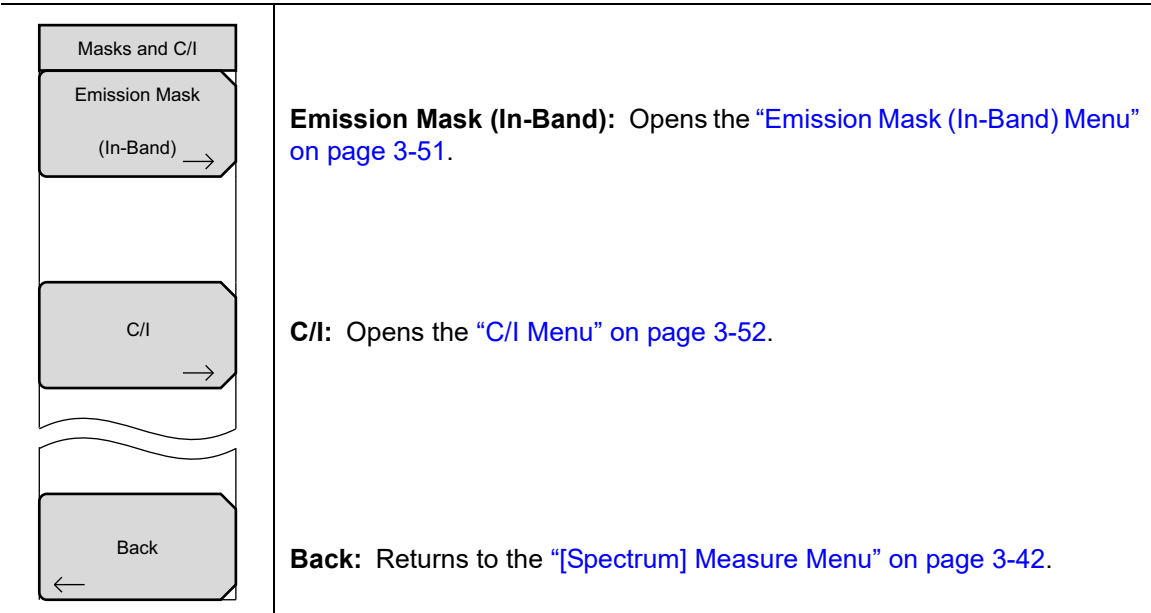 Masks and C/I
Emission Mask
(In-Band)
Emission Mask (In-Band): Opens the “Emission Mask (In-Band) Menu”
on page 3-51.
C/I
C/I: Opens the “C/I Menu” on page 3-52.
Back
Back: Returns to the “[Spectrum] Measure Menu” on page 3-42.